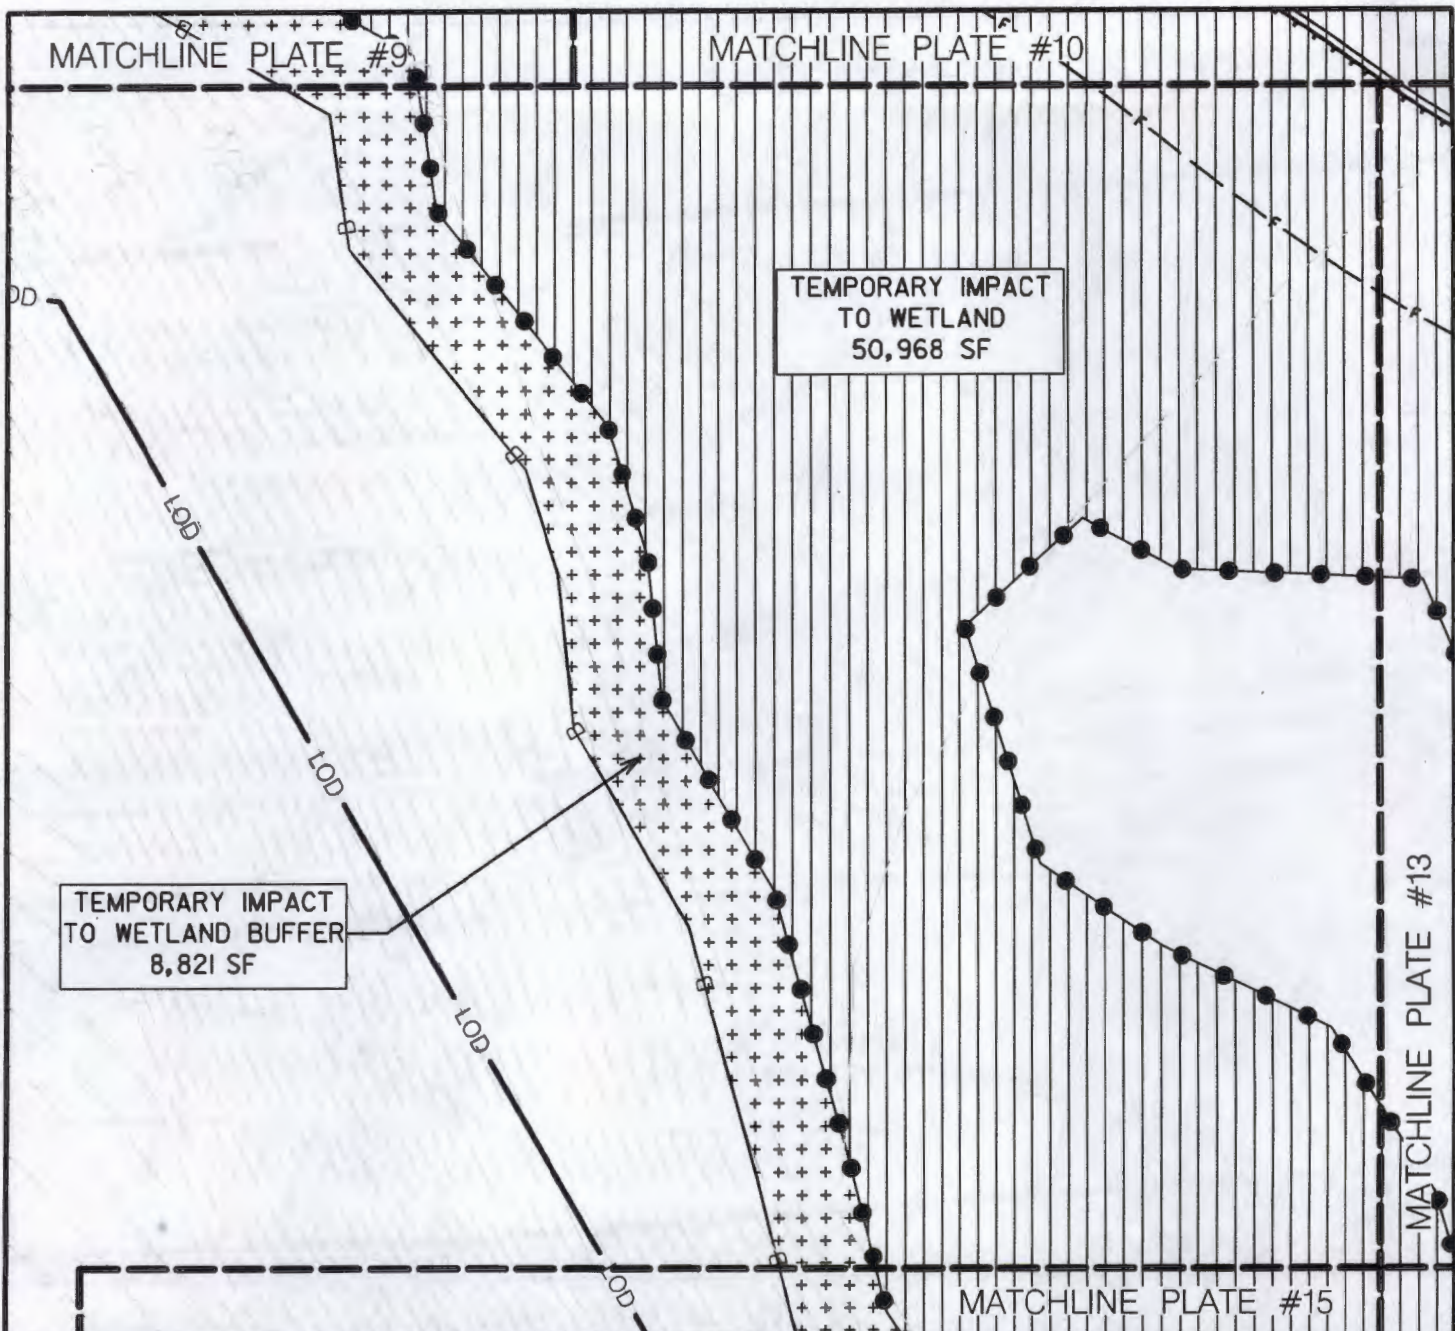 MATCHLINE PLATE #9
MATCHLINE PLATE #10
B
F
F
F
F
B
TEMPORARY IMPACT
TO WETLAND
50,968 SF
OD
B
LOD
B
LOD
TEMPORARY IMPACT
TO WETLAND BUFFER
8,821 SF
B
LOD
MATCHLINE PLATE #13
B
LOD
MATCHLINE PLATE #15